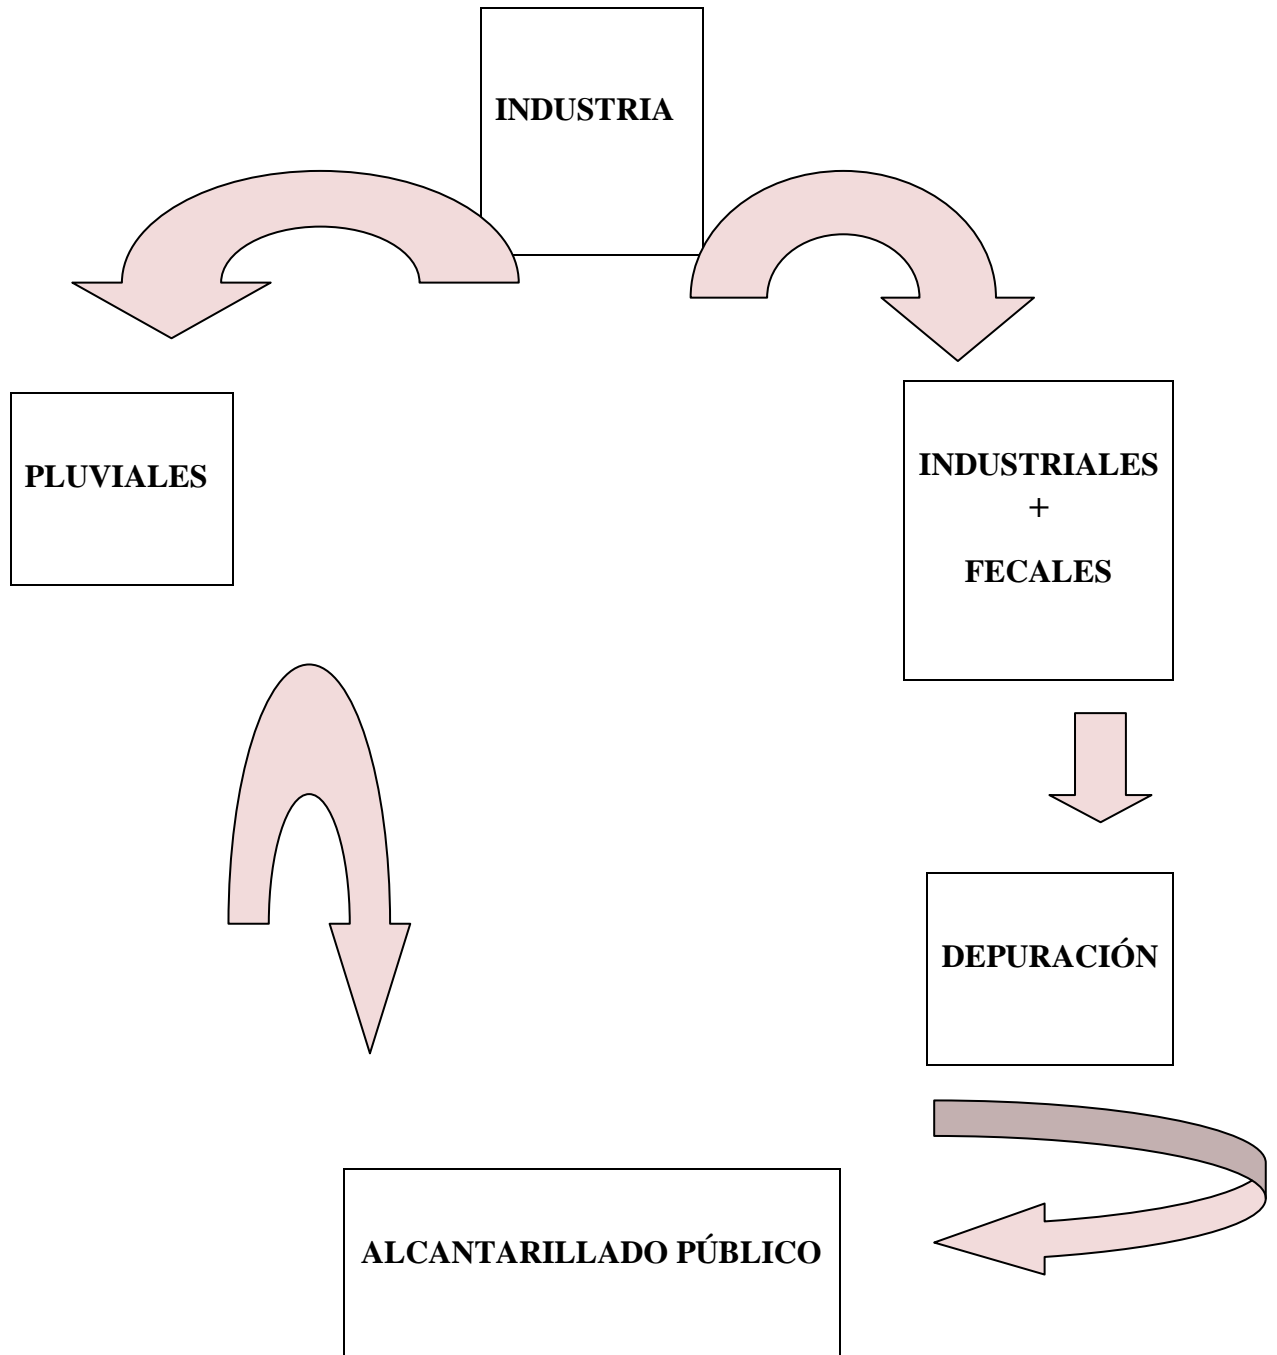 INDUSTRIA
PLUVIALES
INDUSTRIALES
+
FECALES
DEPURACIÓN
ALCANTARILLADO PÚBLICO